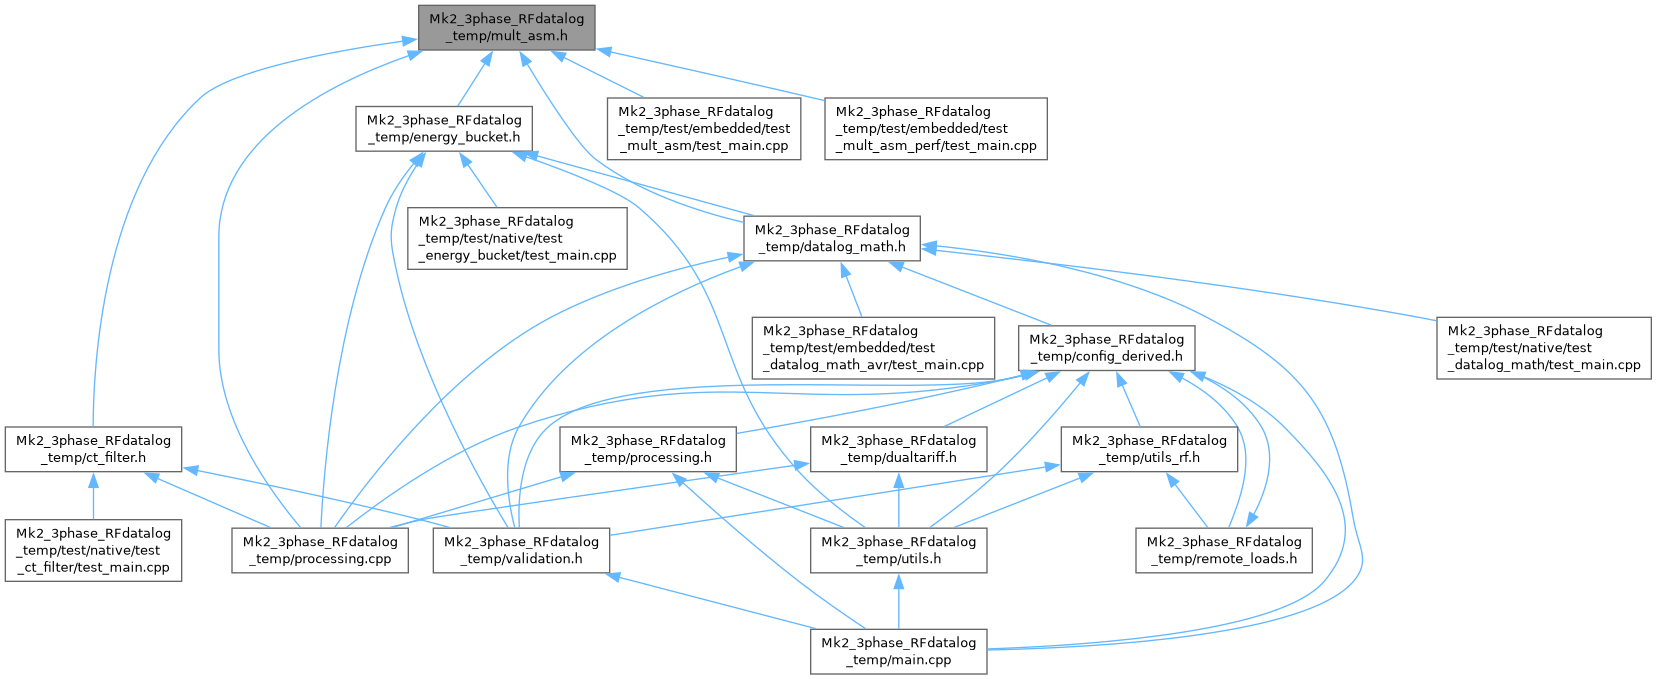 Mk2_3phase_RFdatalog
_temp/mult_asm.h
Mk2_3phase_RFdatalog
_temp/energy_bucket.h
Mk2_3phase_RFdatalog
_temp/test/embedded/test
_mult_asm/test_main.cpp
Mk2_3phase_RFdatalog
_temp/test/embedded/test
_mult_asm_perf/test_main.cpp
Mk2_3phase_RFdatalog
_temp/test/native/test
_energy_bucket/test_main.cpp
Mk2_3phase_RFdatalog
_temp/datalog_math.h
Mk2_3phase_RFdatalog
_temp/test/embedded/test
_datalog_math_avr/test_main.cpp
Mk2_3phase_RFdatalog
_temp/config_derived.h
Mk2_3phase_RFdatalog
_temp/test/native/test
_datalog_math/test_main.cpp
Mk2_3phase_RFdatalog
_temp/ct_filter.h
Mk2_3phase_RFdatalog
_temp/processing.h
Mk2_3phase_RFdatalog
_temp/dualtariff.h
Mk2_3phase_RFdatalog
_temp/utils_rf.h
Mk2_3phase_RFdatalog
_temp/test/native/test
_ct_filter/test_main.cpp
Mk2_3phase_RFdatalog
_temp/processing.cpp
Mk2_3phase_RFdatalog
_temp/validation.h
Mk2_3phase_RFdatalog
_temp/utils.h
Mk2_3phase_RFdatalog
_temp/remote_loads.h
Mk2_3phase_RFdatalog
_temp/main.cpp